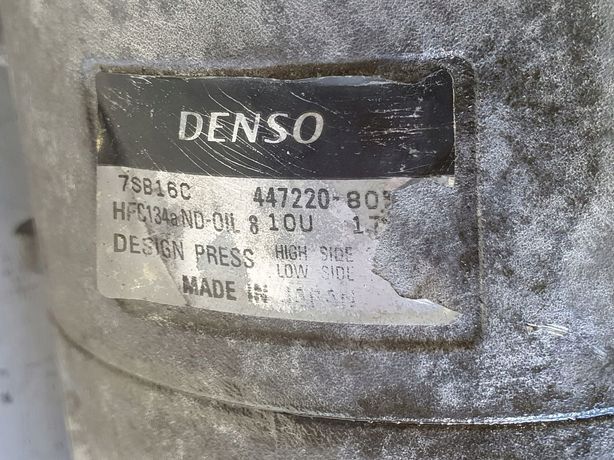 DENSO
7SB16C 447220-80
HFC134a ND-OIL 8 10U 1.7
DESIGN PRESS HIGH SIDE
LOW SIDE
MADE IN JAPAN